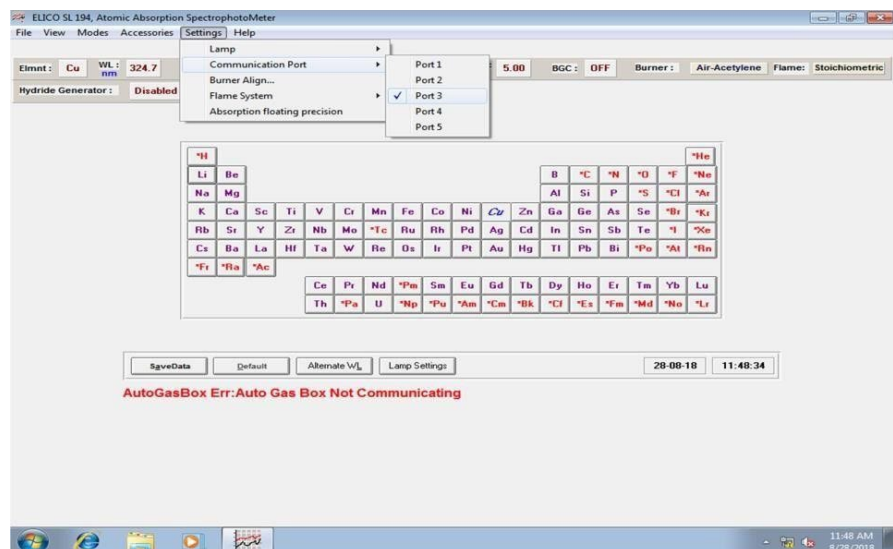 ELICO SL 194, Atomic Absorption SpectrophotoMeter
File View Modes Accessories Settings Help
Lamp
Communication Port
Burner Align...
Flame System
Absorption floating precision
Port 1
Port 2
Port 3
Port 4
Port 5
Elmnt : Cu WL : nm 324.7 : 5.00 BGC : OFF Burner : Air-Acetylene Flame: Stoichiometric
Hydride Generator : Disabled
*H *He
Li Be B *C *N *O *F *Ne
Na Mg Al Si P *S *Cl *Ar
K Ca Sc Ti V Cr Mn Fe Co Ni Cu Zn Ga Ge As Se *Br *Kr
Rb Sr Y Zr Nb Mo *Tc Ru Rh Pd Ag Cd In Sn Sb Te *I *Xe
Cs Ba La Hf Ta W Re Os Ir Pt Au Hg Tl Pb Bi *Po *At *Rn
*Fr *Ra *Ac
Ce Pr Nd *Pm Sm Eu Gd Tb Dy Ho Er Tm Yb Lu
Th *Pa U *Np *Pu *Am *Cm *Bk *Cf *Es *Fm *Md *No *Lr
SaveData Default Alternate WL Lamp Settings 28-08-18 11:48:34
AutoGasBox Err:Auto Gas Box Not Communicating
11:48 AM
8/28/2018